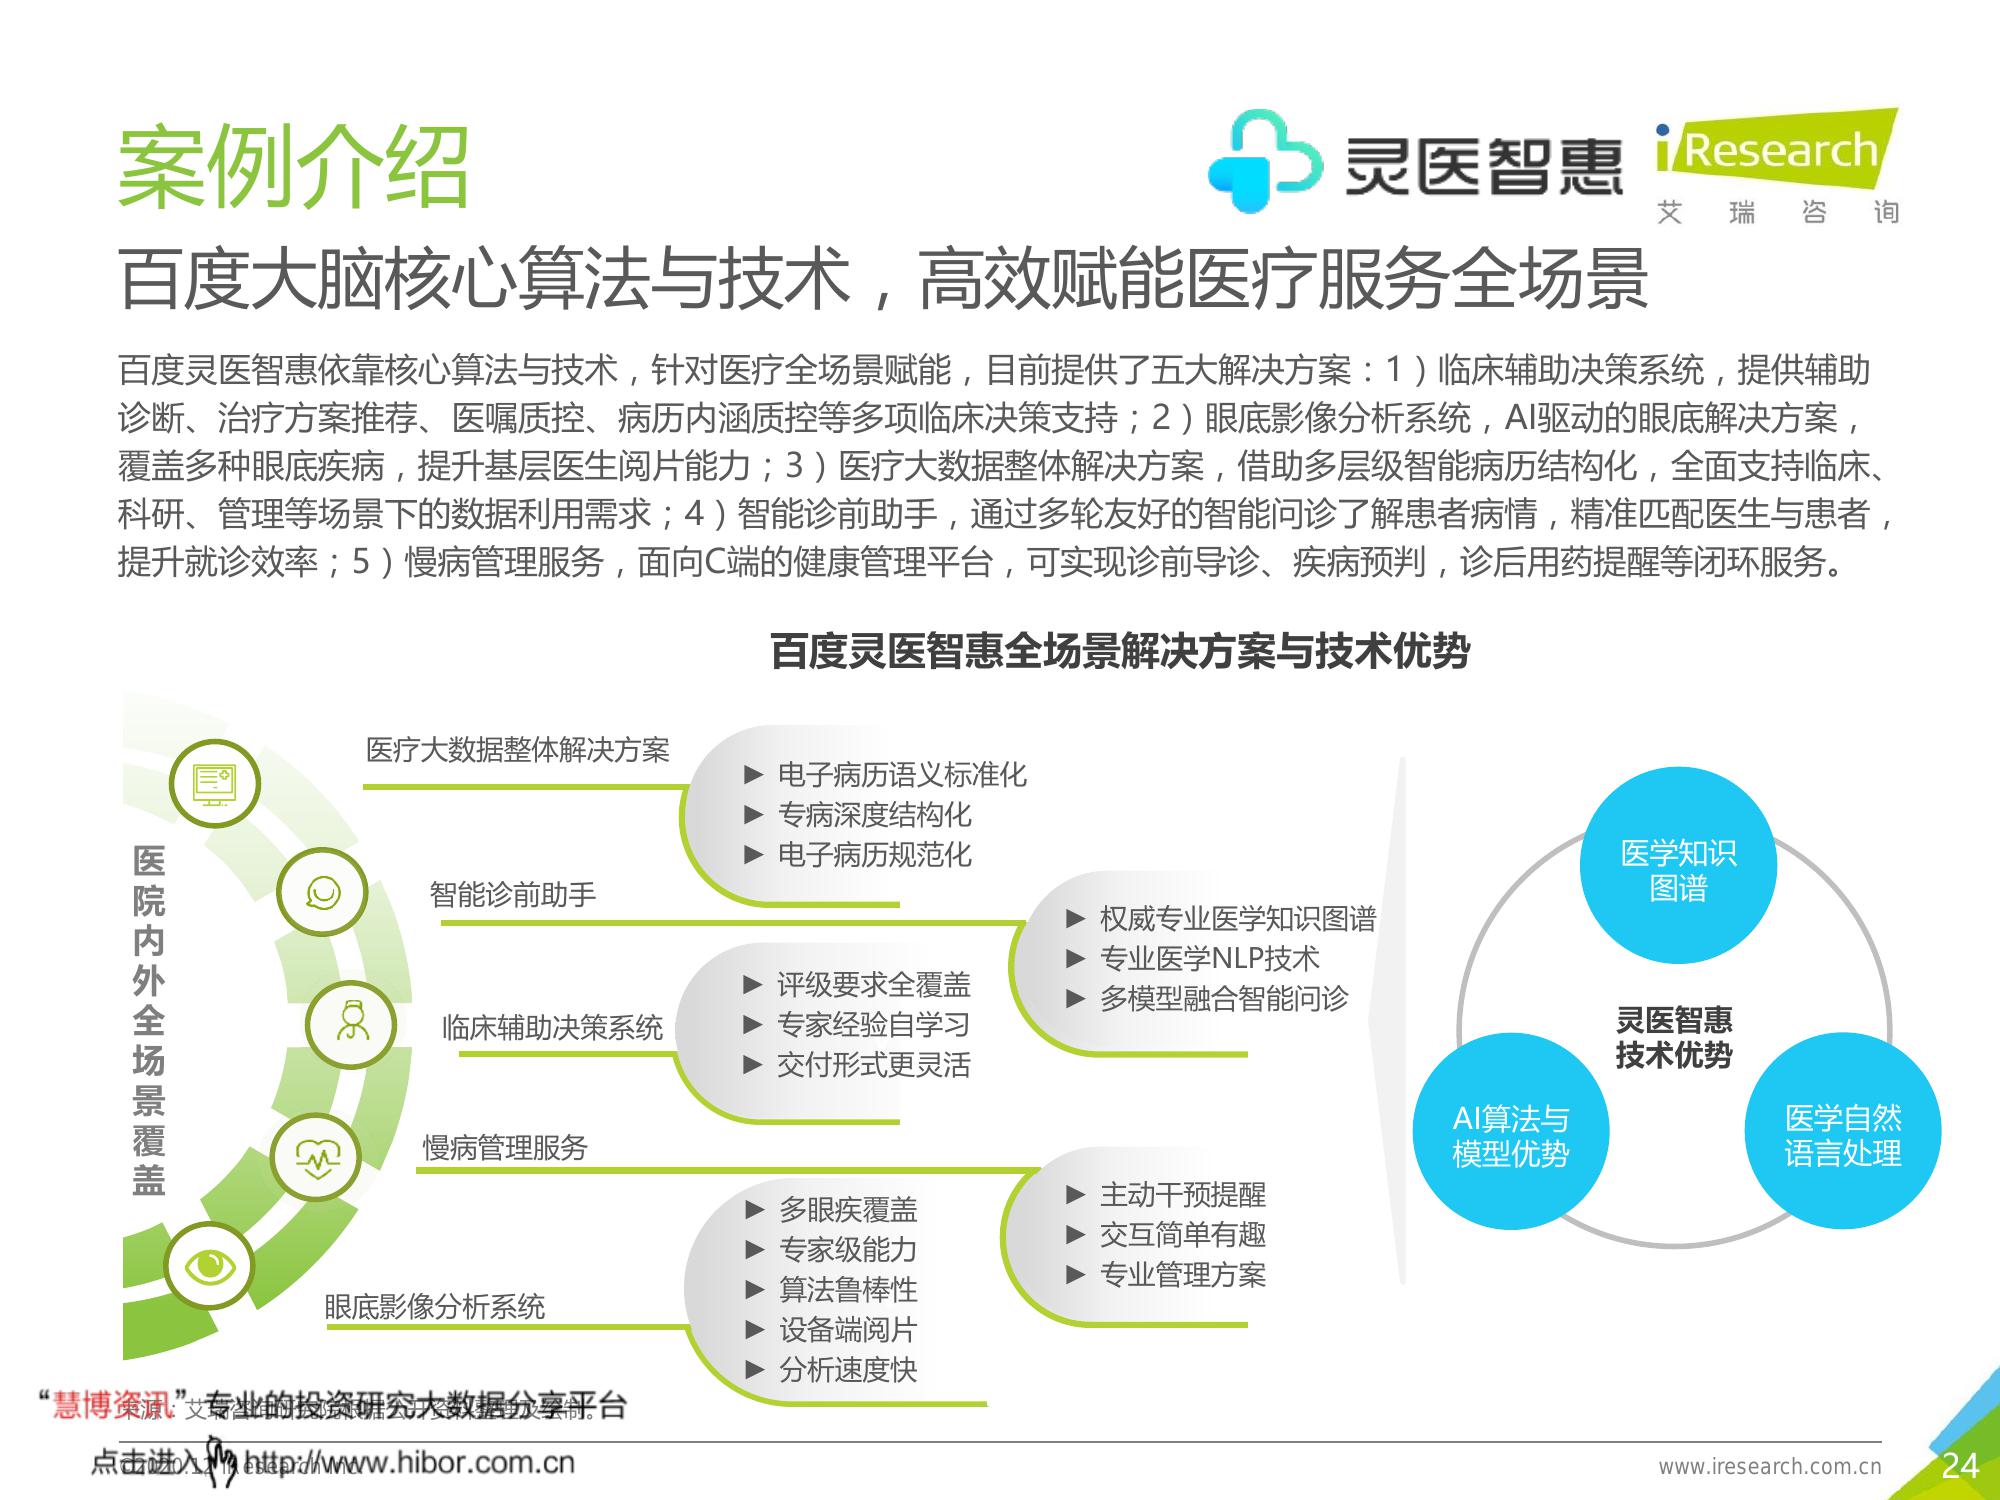 案例介绍
灵医智惠
iResearch
艾瑞咨询
百度大脑核心算法与技术，高效赋能医疗服务全场景
百度灵医智惠依靠核心算法与技术，针对医疗全场景赋能，目前提供了五大解决方案：1）临床辅助决策系统，提供辅助
诊断、治疗方案推荐、医嘱质控、病历内涵质控等多项临床决策支持；2）眼底影像分析系统，AI驱动的眼底解决方案，
覆盖多种眼底疾病，提升基层医生阅片能力；3）医疗大数据整体解决方案，借助多层级智能病历结构化，全面支持临床、
科研、管理等场景下的数据利用需求；4）智能诊前助手，通过多轮友好的智能问诊了解患者病情，精准匹配医生与患者，
提升就诊效率；5）慢病管理服务，面向C端的健康管理平台，可实现诊前导诊、疾病预判，诊后用药提醒等闭环服务。
百度灵医智惠全场景解决方案与技术优势
医院内外全场景覆盖
医疗大数据整体解决方案
► 电子病历语义标准化
► 专病深度结构化
► 电子病历规范化
智能诊前助手
► 权威专业医学知识图谱
► 专业医学NLP技术
► 多模型融合智能问诊
临床辅助决策系统
► 评级要求全覆盖
► 专家经验自学习
► 交付形式更灵活
慢病管理服务
► 主动干预提醒
► 交互简单有趣
► 专业管理方案
眼底影像分析系统
► 多眼疾覆盖
► 专家级能力
► 算法鲁棒性
► 设备端阅片
► 分析速度快
医学知识
图谱
灵医智惠
技术优势
AI算法与
模型优势
医学自然
语言处理
“慧博资讯”专业的投资研究大数据分享平台
来源：艾瑞咨询研究院根据公开资料整理及绘制。
点击进入 http://www.hibor.com.cn
©2020.12 iResearch Inc.
www.iresearch.com.cn
24